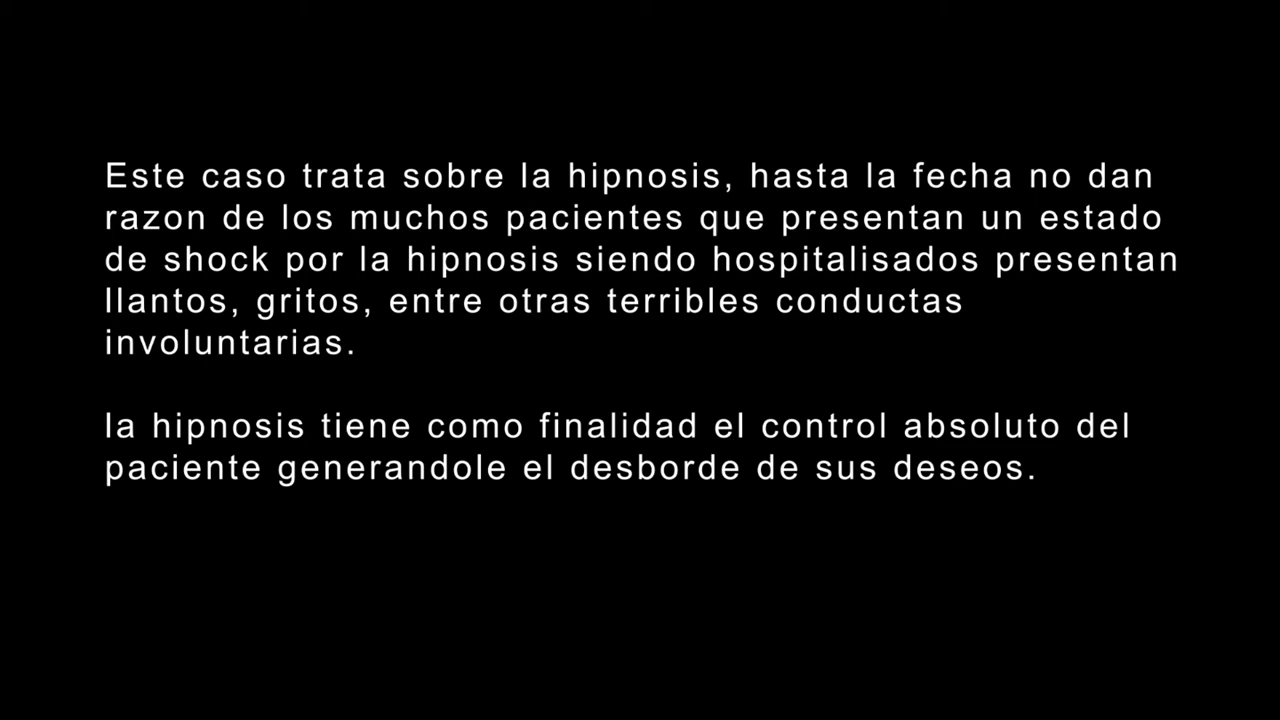 Este caso trata sobre la hipnosis, hasta la fecha no dan
razon de los muchos pacientes que presentan un estado
de shock por la hipnosis siendo hospitalisados presentan
llantos, gritos, entre otras terribles conductas
involuntarias.
la hipnosis tiene como finalidad el control absoluto del
paciente generandole el desborde de sus deseos.